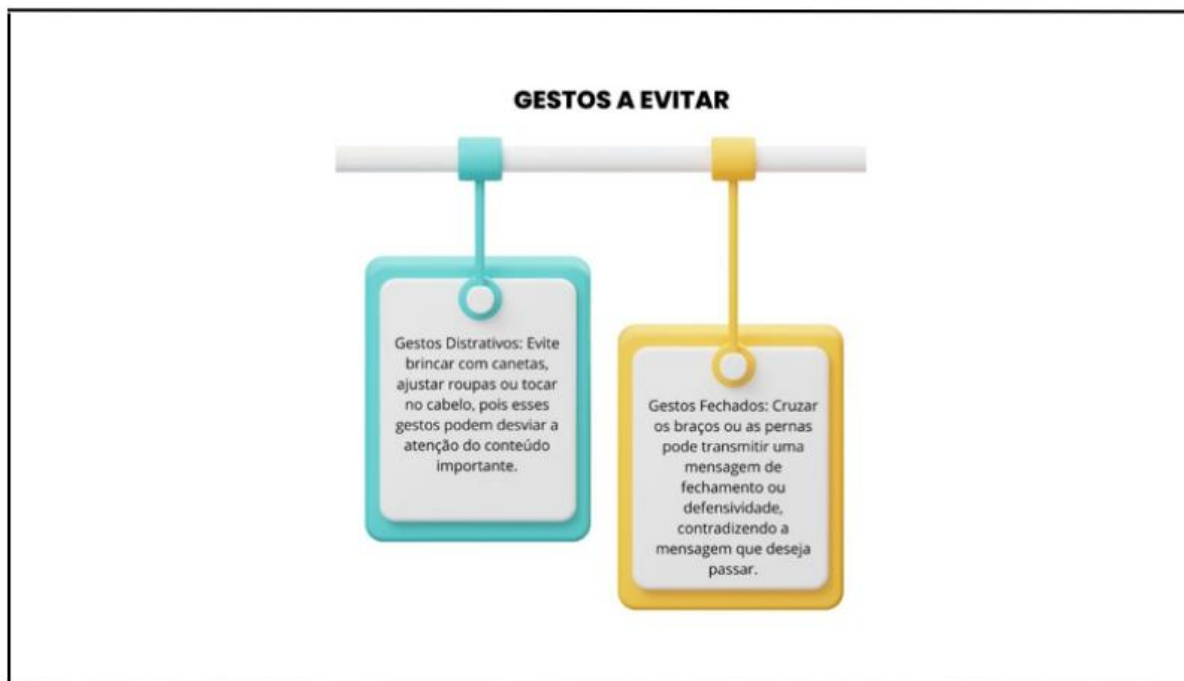 GESTOS A EVITAR
Gestos Distrativos: Evite
brincar com canetas,
ajustar roupas ou tocar
no cabelo, pois esses
gestos podem desviar a
atenção do conteúdo
importante.
Gestos Fechados: Cruzar
os braços ou as pernas
pode transmitir uma
mensagem de
fechamento ou
defensividade,
contradizendo a
mensagem que deseja
passar.